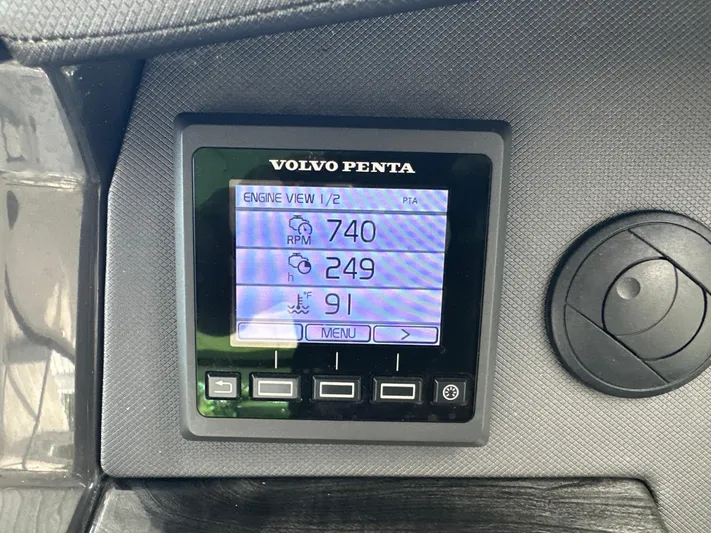 VOLVO PENTA
ENGINE VIEW 1/2 PTA
RPM 740
h 249
°F 91
MENU >